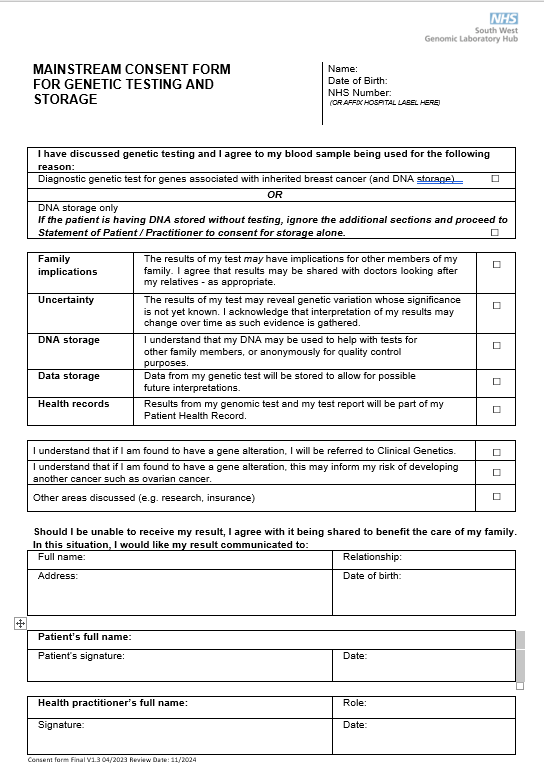 NHS
South West
Genomic Laboratory Hub
MAINSTREAM CONSENT FORM
FOR GENETIC TESTING AND
STORAGE
Name:
Date of Birth:
NHS Number:
(OR AFFIX HOSPITAL LABEL HERE)
I have discussed genetic testing and I agree to my blood sample being used for the following
reason:
Diagnostic genetic test for genes associated with inherited breast cancer (and DNA storage)... ☐
OR
DNA storage only
If the patient is having DNA stored without testing, ignore the additional sections and proceed to
Statement of Patient / Practitioner to consent for storage alone. ☐
Family
implications
The results of my test may have implications for other members of my
family. I agree that results may be shared with doctors looking after
my relatives - as appropriate.
☐
Uncertainty
The results of my test may reveal genetic variation whose significance
is not yet known. I acknowledge that interpretation of my results may
change over time as such evidence is gathered.
☐
DNA storage
I understand that my DNA may be used to help with tests for
other family members, or anonymously for quality control
purposes.
☐
Data storage
Data from my genetic test will be stored to allow for possible
future interpretations.
☐
Health records
Results from my genomic test and my test report will be part of my
Patient Health Record.
☐
I understand that if I am found to have a gene alteration, I will be referred to Clinical Genetics. ☐
I understand that if I am found to have a gene alteration, this may inform my risk of developing
another cancer such as ovarian cancer. ☐
Other areas discussed (e.g. research, insurance) ☐
Should I be unable to receive my result, I agree with it being shared to benefit the care of my family.
In this situation, I would like my result communicated to:
Full name:
Relationship:
Address:
Date of birth:
Patient's full name:
Patient's signature:
Date:
Health practitioner's full name:
Role:
Signature:
Date:
Consent form Final V1.3 04/2023 Review Date: 11/2024